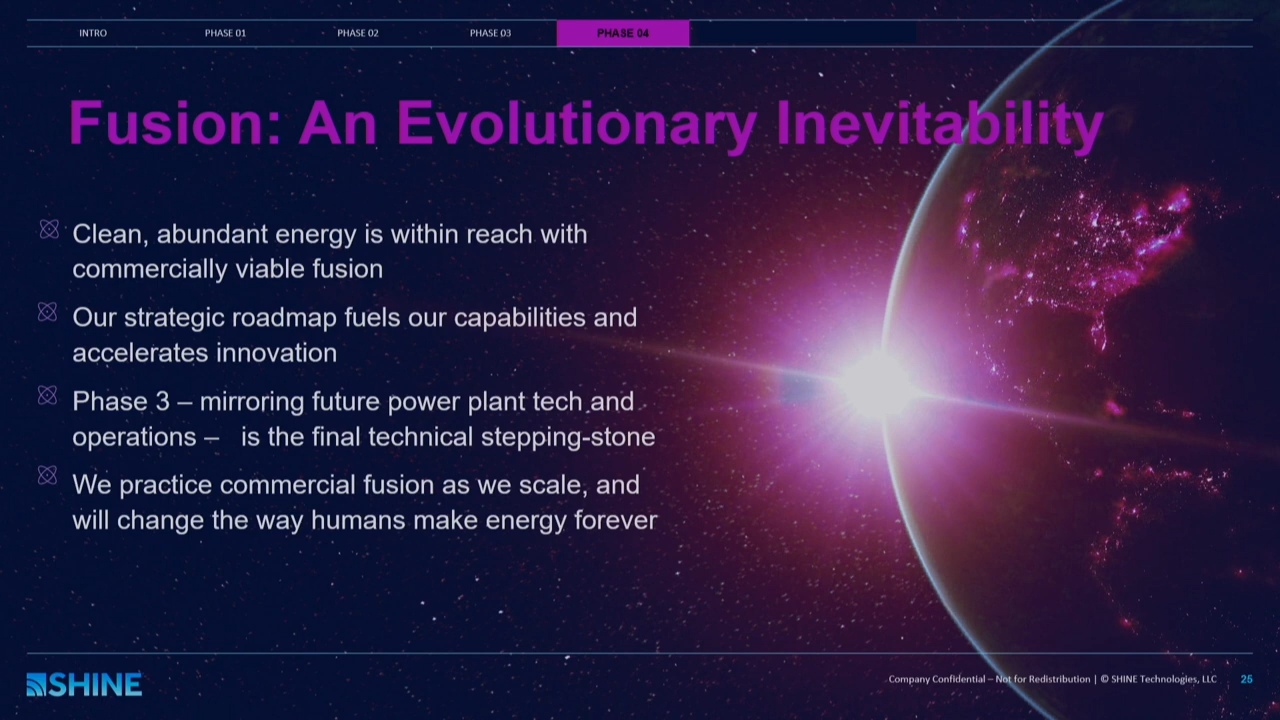 INTRO PHASE 01 PHASE 02 PHASE 03 PHASE 04
Fusion: An Evolutionary Inevitability
Clean, abundant energy is within reach with
commercially viable fusion
Our strategic roadmap fuels our capabilities and
accelerates innovation
Phase 3 – mirroring future power plant tech and
operations – is the final technical stepping-stone
We practice commercial fusion as we scale, and
will change the way humans make energy forever
SHINE
Company Confidential – Not for Redistribution | © SHINE Technologies, LLC 25